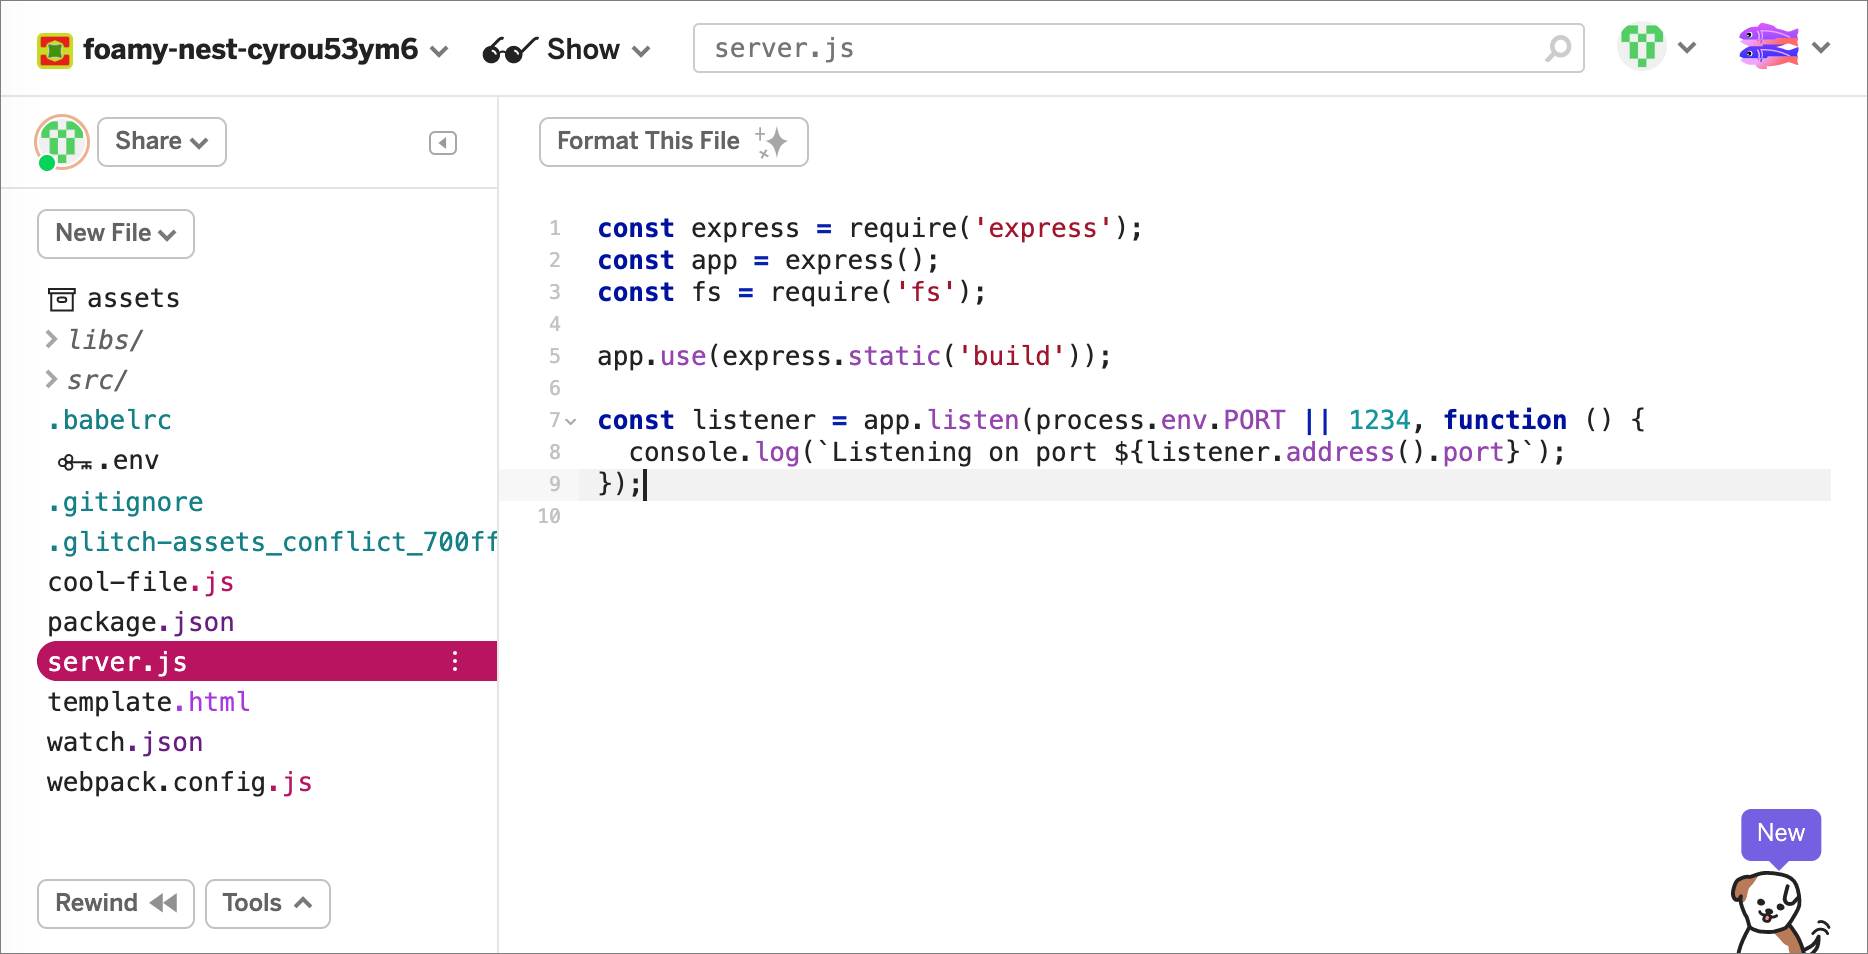 foamy-nest-cyrou53ym6 Show server.js
Share
Format This File
New File
assets
libs/
src/
.babelrc
.env
.gitignore
.glitch-assets_conflict_700ff
cool-file.js
package.json
server.js
template.html
watch.json
webpack.config.js
Rewind Tools
1 const express = require('express');
2 const app = express();
3 const fs = require('fs');
4
5 app.use(express.static('build'));
6
7 const listener = app.listen(process.env.PORT || 1234, function () {
8   console.log(`Listening on port ${listener.address().port}`);
9 });
10
New